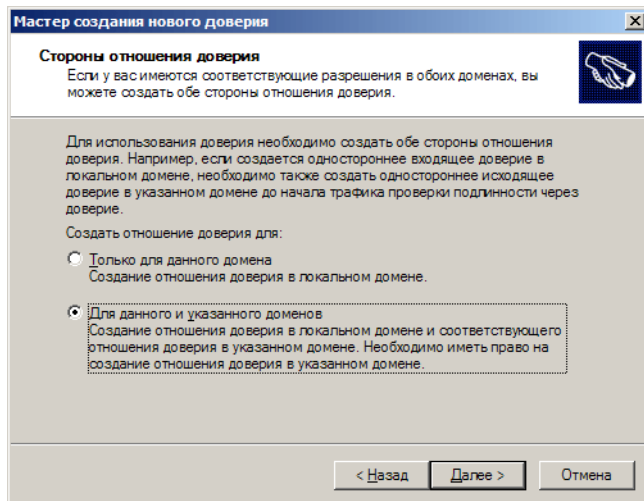 Мастер создания нового доверия
Стороны отношения доверия
Если у вас имеются соответствующие разрешения в обоих доменах, вы
можете создать обе стороны отношения доверия.
Для использования доверия необходимо создать обе стороны отношения
доверия. Например, если создается одностороннее входящее доверие в
локальном домене, необходимо также создать одностороннее исходящее
доверие в указанном домене до начала трафика проверки подлинности через
доверие.
Создать отношение доверия для:
Только для данного домена
Создание отношения доверия в локальном домене.
Для данного и указанного доменов
Создание отношения доверия в локальном домене и соответствующего
отношения доверия в указанном домене. Необходимо иметь право на
создание отношения доверия в указанном домене.
< Назад Далее > Отмена